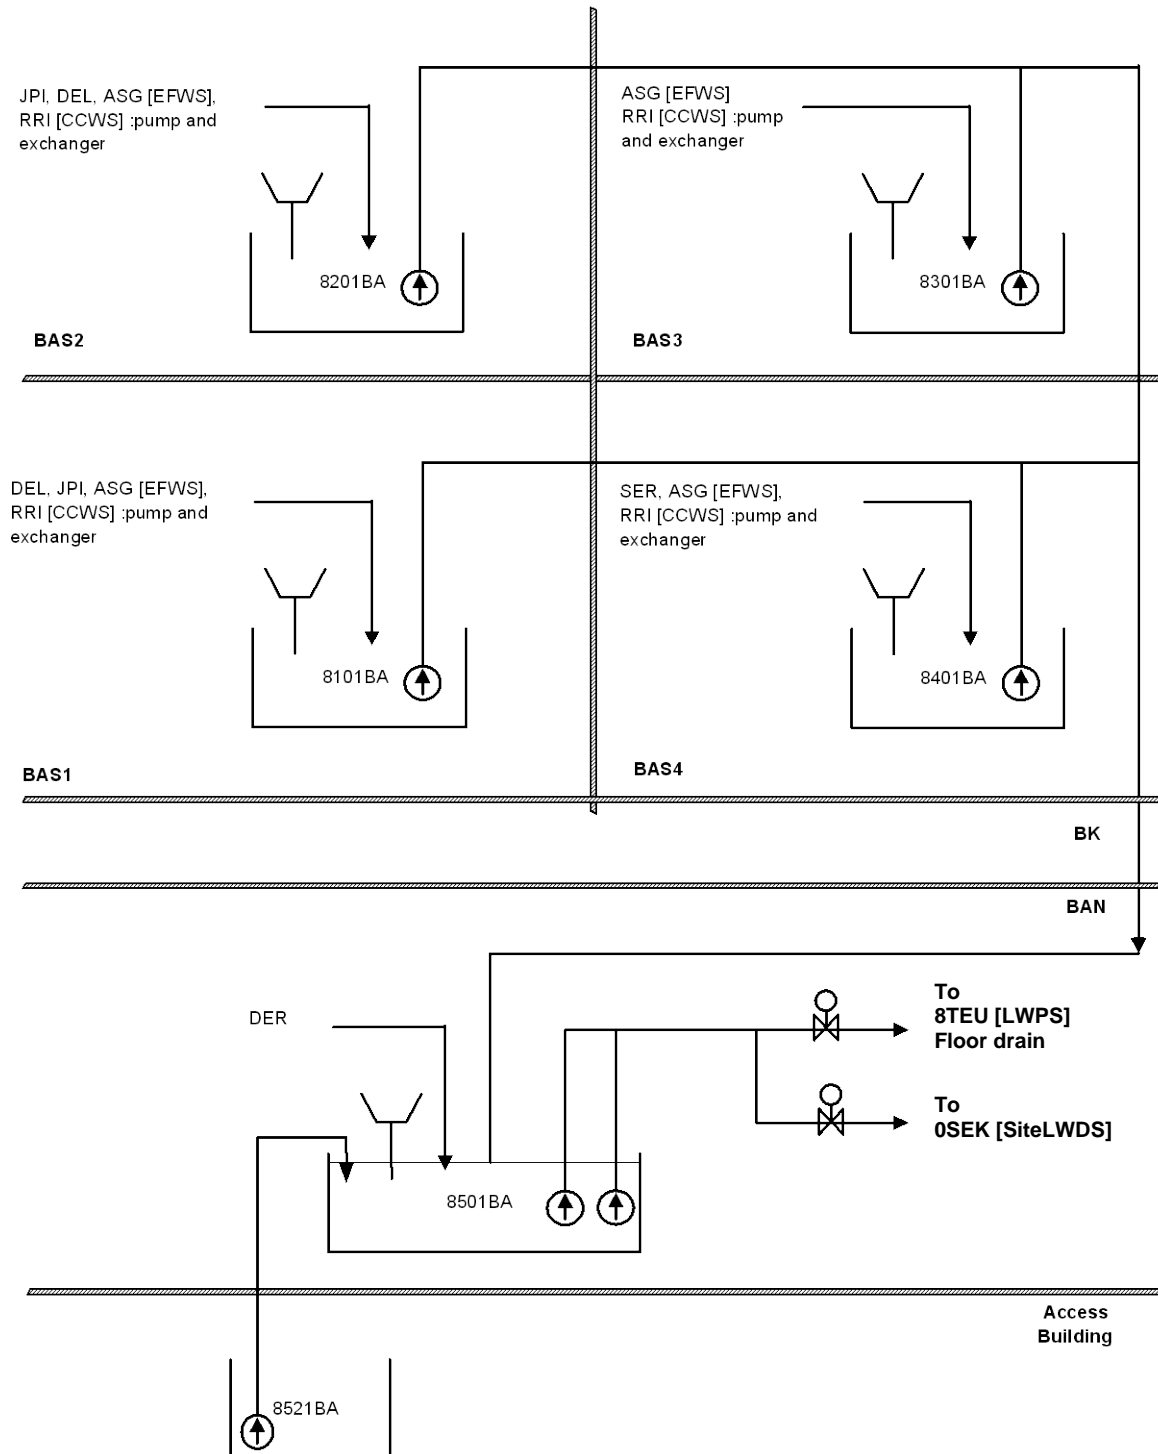 JPI, DEL, ASG [EFWS],
RRI [CCWS] :pump and
exchanger
8201BA
BAS2
ASG [EFWS]
RRI [CCWS] :pump
and exchanger
8301BA
BAS3
DEL, JPI, ASG [EFWS],
RRI [CCWS] :pump and
exchanger
8101BA
BAS1
SER, ASG [EFWS],
RRI [CCWS] :pump and
exchanger
8401BA
BAS4
BK
BAN
DER
To
8TEU [LWPS]
Floor drain
To
0SEK [SiteLWDS]
8501BA
Access
Building
8521BA